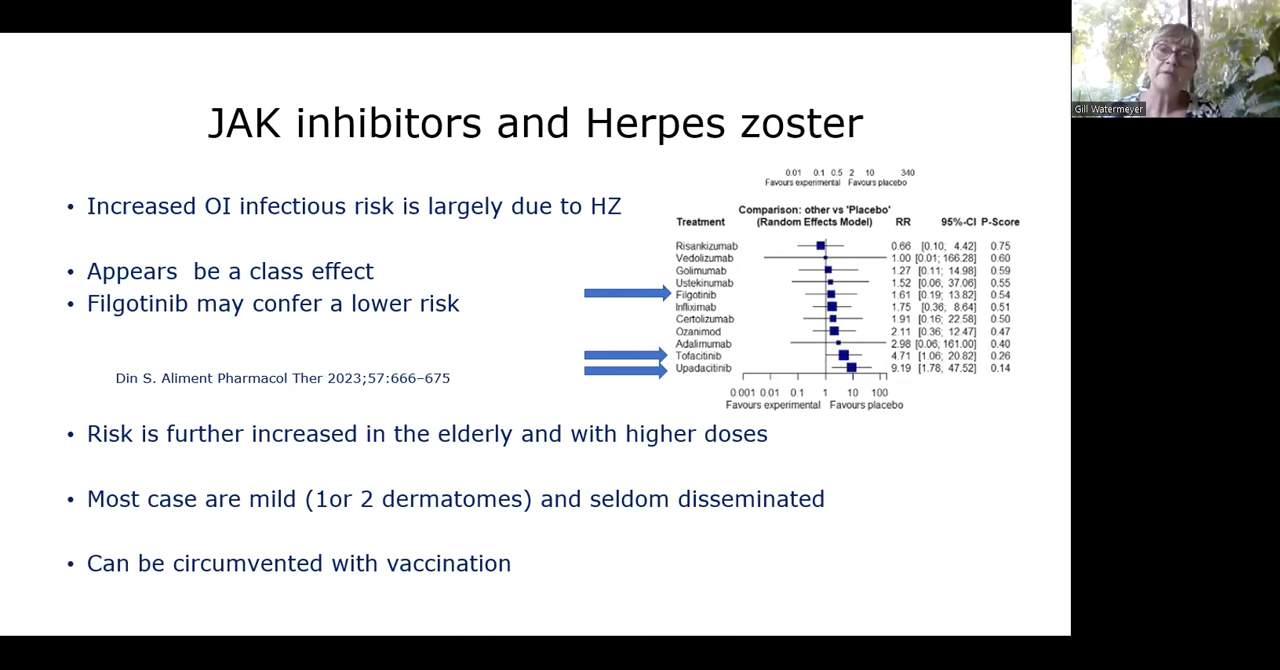 Gill Watermeyer
JAK inhibitors and Herpes zoster
• Increased OI infectious risk is largely due to HZ
• Appears be a class effect
• Filgotinib may confer a lower risk
Din S. Aliment Pharmacol Ther 2023;57:666–675
• Risk is further increased in the elderly and with higher doses
• Most case are mild (1or 2 dermatomes) and seldom disseminated
• Can be circumvented with vaccination
0.01 0.1 0.5 2 10 340
Favours experimental Favours placebo
Comparison: other vs 'Placebo'
Treatment (Random Effects Model) RR 95%-CI P-Score
Risankizumab 0.66 [0.10; 4.42] 0.75
Vedolizumab 1.00 [0.01; 166.28] 0.60
Golimumab 1.27 [0.11; 14.98] 0.59
Ustekinumab 1.52 [0.06; 37.06] 0.55
Filgotinib 1.61 [0.19; 13.82] 0.54
Infliximab 1.75 [0.36; 8.64] 0.51
Certolizumab 1.91 [0.16; 22.58] 0.50
Ozanimod 2.11 [0.36; 12.47] 0.47
Adalimumab 2.98 [0.06; 161.00] 0.40
Tofacitinib 4.71 [1.06; 20.82] 0.26
Upadacitinib 9.19 [1.78; 47.52] 0.14
0.001 0.01 0.1 1 10 100
Favours experimental Favours placebo